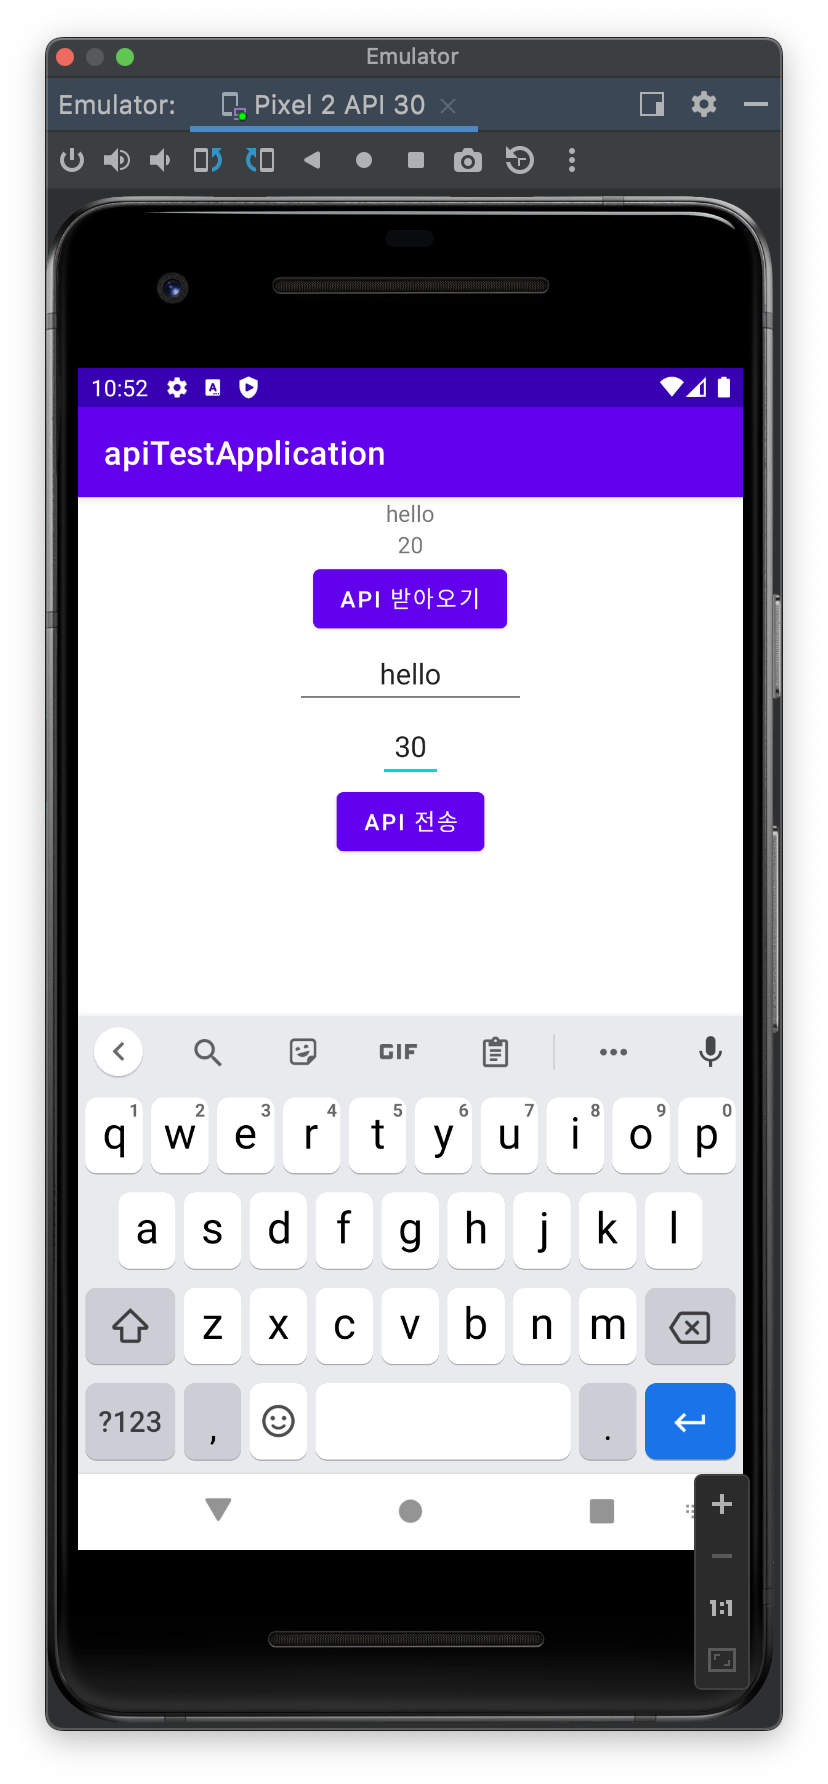 Emulator
Emulator: Pixel 2 API 30
10:52
apiTestApplication
hello
20
API 받아오기
hello
30
API 전송
GIF
q1 w2 e3 r4 t5 y6 u7 i8 o9 p0
a s d f g h j k l
z x c v b n m
?123 , .
1:1